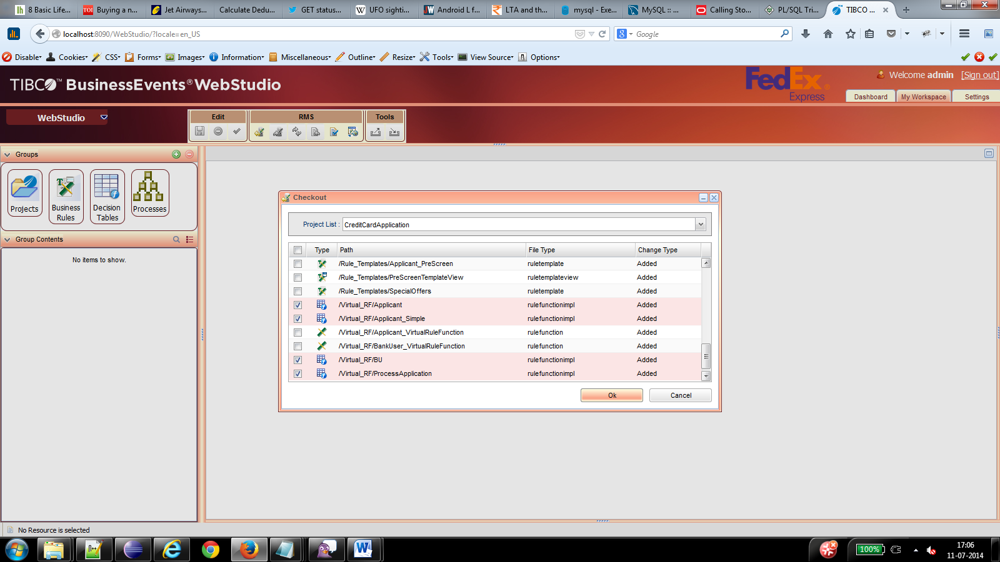 8 Basic Life...
TOI Buying a n...
Jet Airways...
Calculate Dedu...
GET status...
W UFO sighti...
JW Android L f...
LTA and th...
mysql - Exe...
MySQL :: ...
Calling Sto...
PL/SQL Tri...
TIBCO ...
localhost:8090/WebStudio/?locale=en_US
Google
Disable
Cookies
CSS
Forms
Images
Information
Miscellaneous
Outline
Resize
Tools
View Source
Options
TIBCO™ BusinessEvents® WebStudio
FedEx®
Express
Welcome admin [Sign out]
Dashboard
My Workspace
Settings
WebStudio
Edit
RMS
Tools
Groups
Projects
Business
Rules
Decision
Tables
Processes
Group Contents
No items to show.
Checkout
Project List : CreditCardApplication
Type Path File Type Change Type
/Rule_Templates/Applicant_PreScreen ruletemplate Added
/Rule_Templates/PreScreenTemplateView ruletemplateview Added
/Rule_Templates/SpecialOffers ruletemplate Added
/Virtual_RF/Applicant rulefunctionimpl Added
/Virtual_RF/Applicant_Simple rulefunctionimpl Added
/Virtual_RF/Applicant_VirtualRuleFunction rulefunction Added
/Virtual_RF/BankUser_VirtualRuleFunction rulefunction Added
/Virtual_RF/BU rulefunctionimpl Added
/Virtual_RF/ProcessApplication rulefunctionimpl Added
Ok
Cancel
No Resource is selected
100%
17:06
11-07-2014